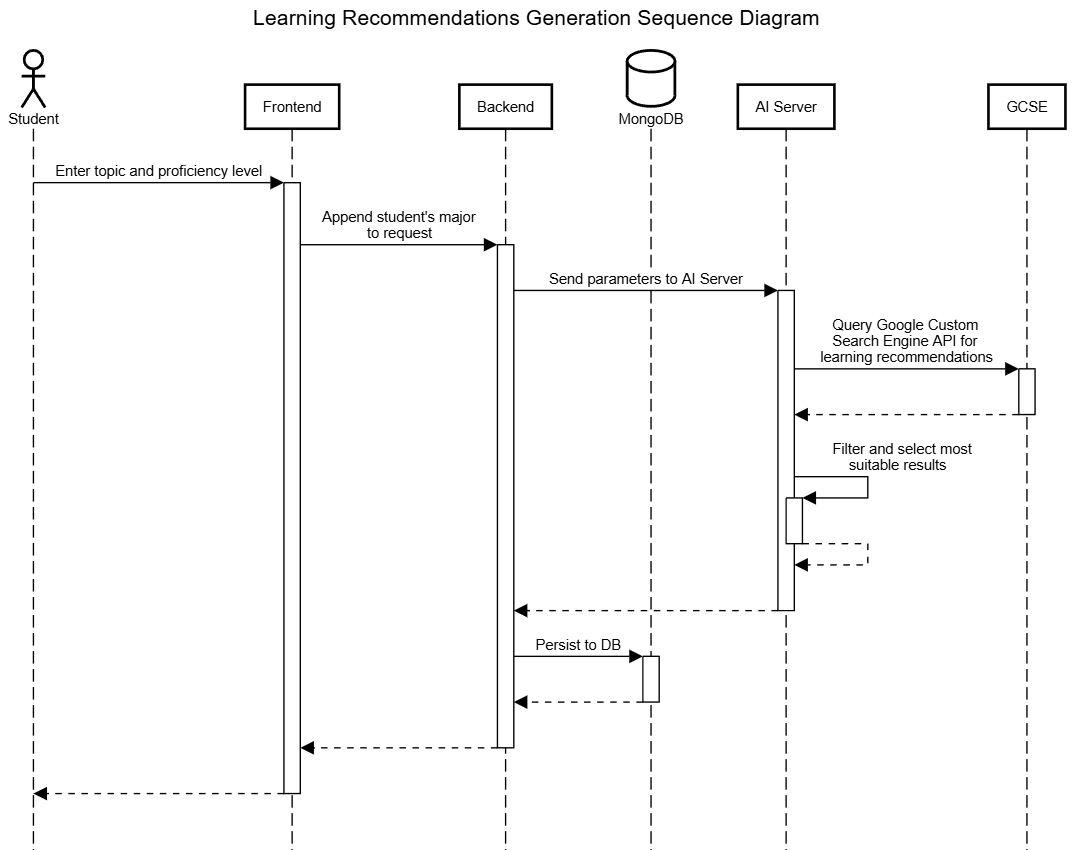 Learning Recommendations Generation Sequence Diagram
Student
Frontend
Backend
MongoDB
AI Server
GCSE
Enter topic and proficiency level
Append student's major
to request
Send parameters to AI Server
Query Google Custom
Search Engine API for
learning recommendations
Filter and select most
suitable results
Persist to DB